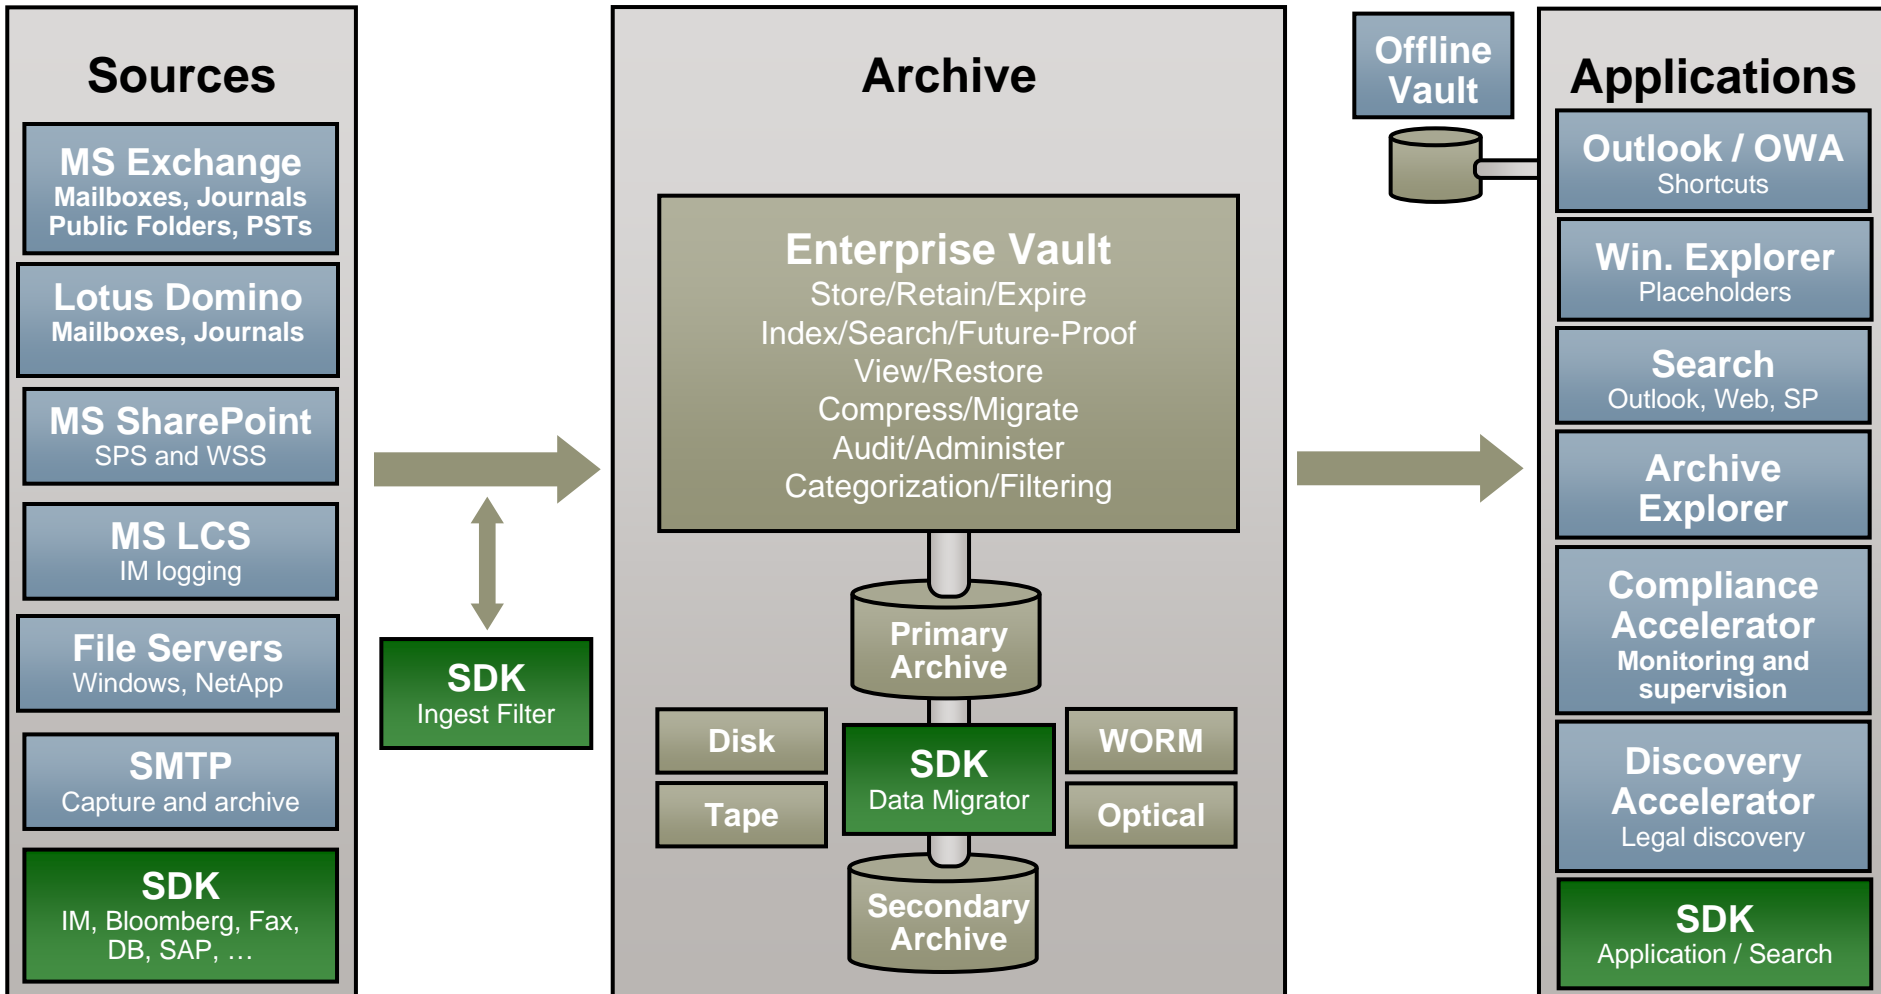 Sources
MS Exchange
Mailboxes, Journals
Public Folders, PSTs
Lotus Domino
Mailboxes, Journals
MS SharePoint
SPS and WSS
MS LCS
IM logging
File Servers
Windows, NetApp
SMTP
Capture and archive
SDK
IM, Bloomberg, Fax,
DB, SAP, …
SDK
Ingest Filter
Archive
Enterprise Vault
Store/Retain/Expire
Index/Search/Future-Proof
View/Restore
Compress/Migrate
Audit/Administer
Categorization/Filtering
Primary
Archive
Disk
Tape
SDK
Data Migrator
WORM
Optical
Secondary
Archive
Offline
Vault
Applications
Outlook / OWA
Shortcuts
Win. Explorer
Placeholders
Search
Outlook, Web, SP
Archive
Explorer
Compliance
Accelerator
Monitoring and
supervision
Discovery
Accelerator
Legal discovery
SDK
Application / Search